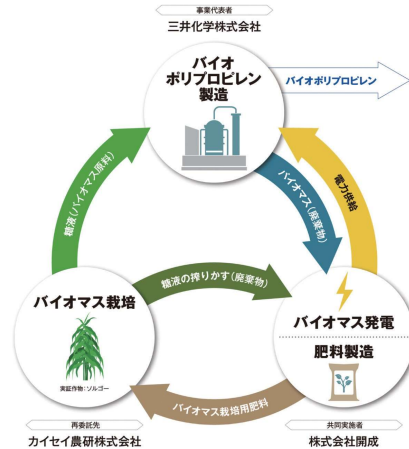 事業代表者
三井化学株式会社
バイオ
ポリプロピレン
製造
バイオポリプロピレン
糖液(バイオマス原料)
バイオマス(廃棄物)
電力供給
糖液の搾りかす(廃棄物)
バイオマス栽培
実証作物:ソルゴー
バイオマス発電
肥料製造
バイオマス栽培用肥料
再委託先
カイセイ農研株式会社
共同実施者
株式会社開成